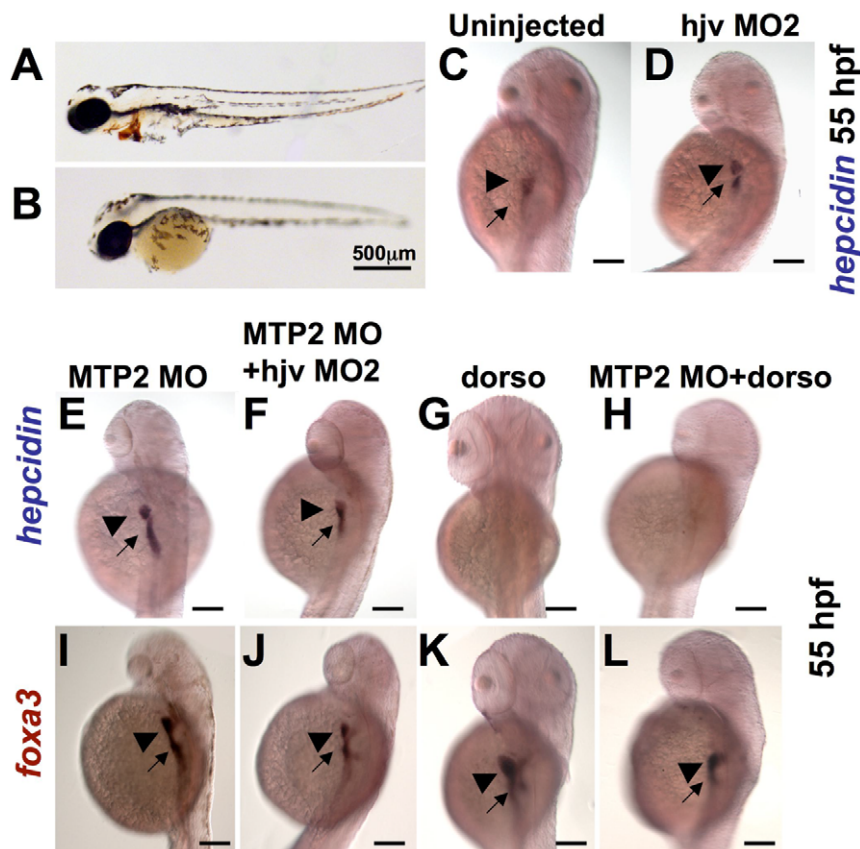 Uninjected
hjv MO2
A
B
500μm
C
D
hepcidin 55 hpf
MTP2 MO
MTP2 MO
+hjv MO2
dorso
MTP2 MO+dorso
hepcidin
E
F
G
H
foxa3
I
J
K
L
55 hpf